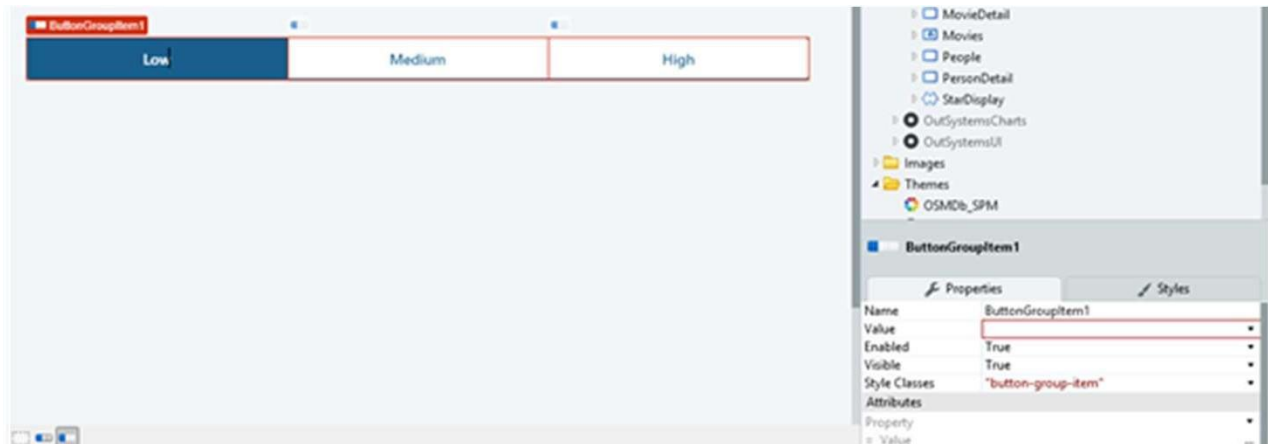 ButtonGroupItem1
Low Medium High
MovieDetail
Movies
People
PersonDetail
StarDisplay
OutSystemsCharts
OutSystemsUI
Images
Themes
OSMDb_SPM
ButtonGroupItem1
Properties Styles
Name ButtonGroupItem1
Value
Enabled True
Visible True
Style Classes "button-group-item"
Attributes
Property
Value